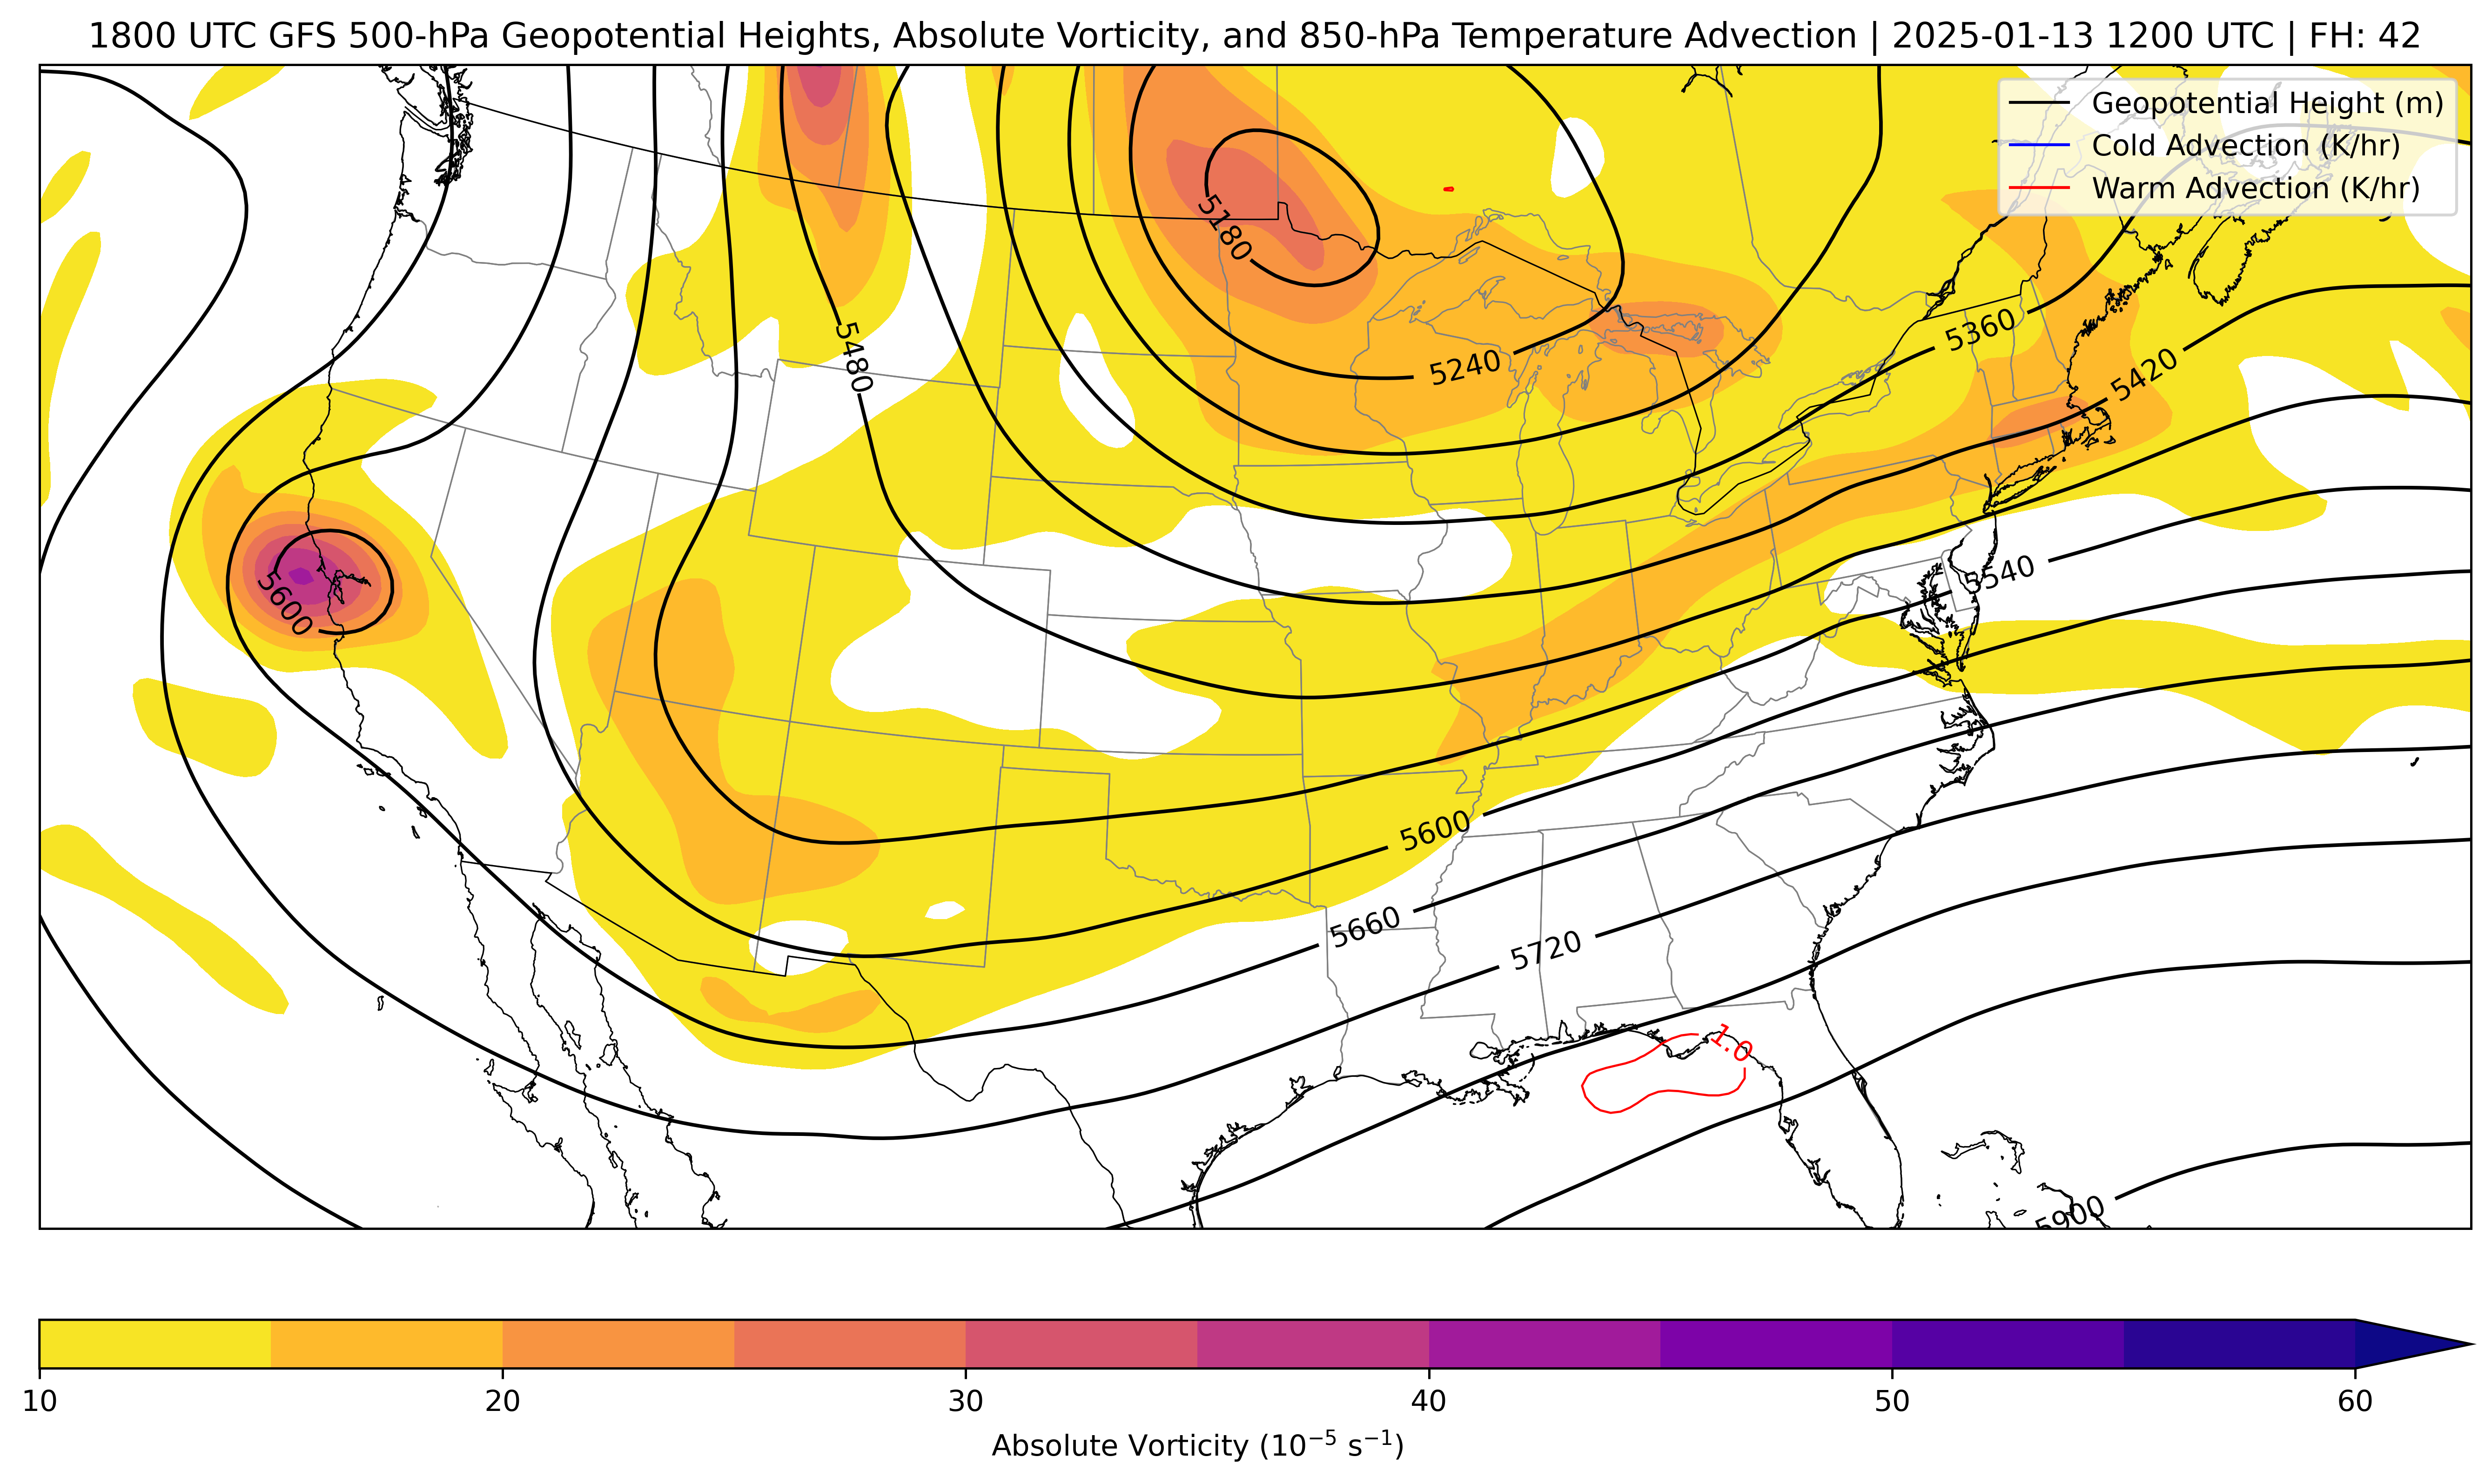 1800 UTC GFS 500-hPa Geopotential Heights, Absolute Vorticity, and 850-hPa Temperature Advection | 2025-01-13 1200 UTC | FH: 42
Geopotential Height (m)
Cold Advection (K/hr)
Warm Advection (K/hr)
5180
5360
5480
5240
5420
5600
5540
5600
5660
5720
1.0
5900
10 20 30 40 50 60
Absolute Vorticity (10⁻⁵ s⁻¹)